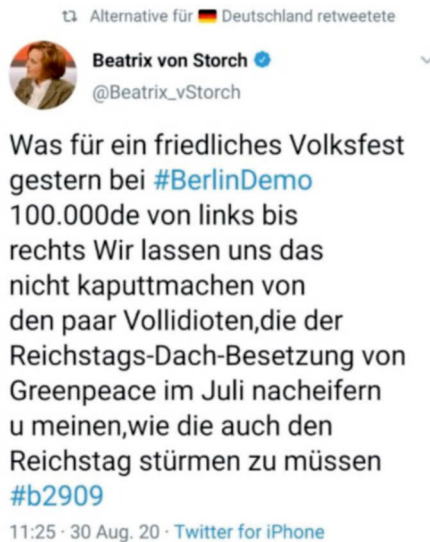 Alternative für 🇩🇪 Deutschland retweetete
Beatrix von Storch
@Beatrix_vStorch
Was für ein friedliches Volksfest
gestern bei #BerlinDemo
100.000de von links bis
rechts Wir lassen uns das
nicht kaputtmachen von
den paar Vollidioten,die der
Reichstags-Dach-Besetzung von
Greenpeace im Juli nacheifern
u meinen,wie die auch den
Reichstag stürmen zu müssen
#b2909
11:25 · 30 Aug. 20 · Twitter for iPhone